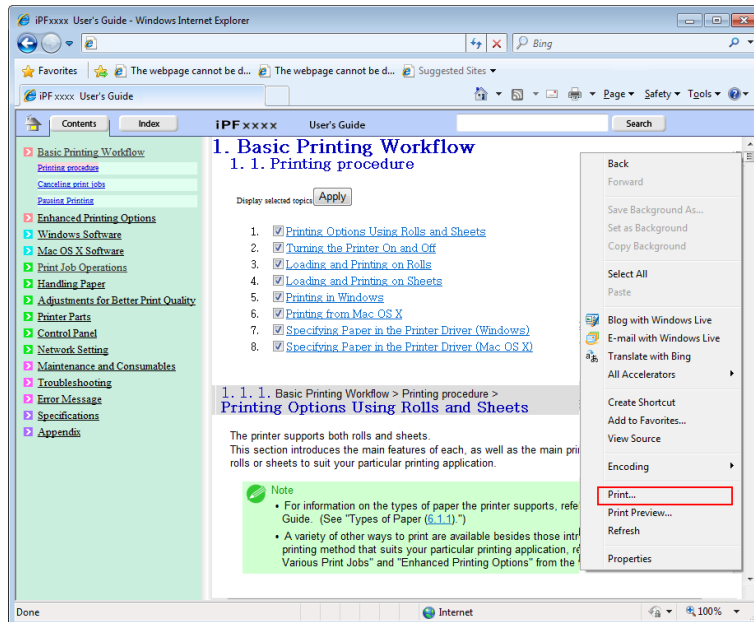 iPFxxxx User's Guide - Windows Internet Explorer
Bing
Favorites The webpage cannot be d... The webpage cannot be d... Suggested Sites
iPF xxxx User's Guide
Page Safety Tools
Contents Index iPFxxxx User's Guide Search
Basic Printing Workflow
Printing procedure
Canceling print jobs
Pausing Printing
Enhanced Printing Options
Windows Software
Mac OS X Software
Print Job Operations
Handling Paper
Adjustments for Better Print Quality
Printer Parts
Control Panel
Network Setting
Maintenance and Consumables
Troubleshooting
Error Message
Specifications
Appendix
1. Basic Printing Workflow
1. 1. Printing procedure
Display selected topics Apply
1. Printing Options Using Rolls and Sheets
2. Turning the Printer On and Off
3. Loading and Printing on Rolls
4. Loading and Printing on Sheets
5. Printing in Windows
6. Printing from Mac OS X
7. Specifying Paper in the Printer Driver (Windows)
8. Specifying Paper in the Printer Driver (Mac OS X)
1. 1. 1. Basic Printing Workflow > Printing procedure >
Printing Options Using Rolls and Sheets
The printer supports both rolls and sheets.
This section introduces the main features of each, as well as the main pri
rolls or sheets to suit your particular printing application.
Note
• For information on the types of paper the printer supports, refe
Guide. (See "Types of Paper (6.1.1).")
• A variety of other ways to print are available besides those intr
printing method that suits your particular printing application, re
Various Print Jobs" and "Enhanced Printing Options" from the
Back
Forward
Save Background As...
Set as Background
Copy Background
Select All
Paste
Blog with Windows Live
E-mail with Windows Live
Translate with Bing
All Accelerators
Create Shortcut
Add to Favorites...
View Source
Encoding
Print...
Print Preview...
Refresh
Properties
Done Internet 100%